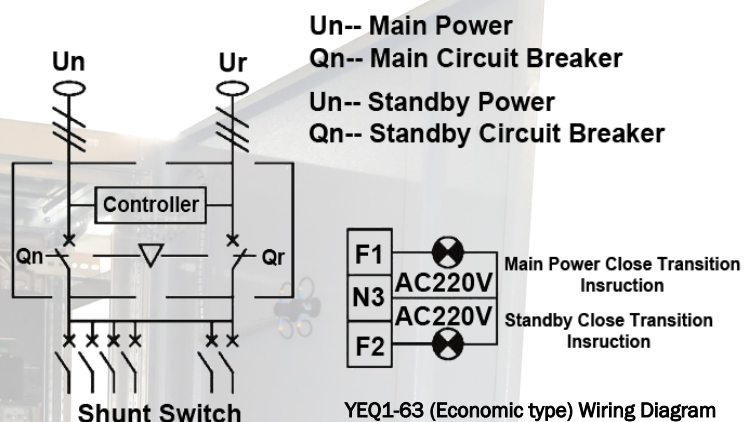 Un-- Main Power
Qn-- Main Circuit Breaker
Un-- Standby Power
Qn-- Standby Circuit Breaker
Un
Ur
Controller
Qn
Qr
Shunt Switch
F1
N3
F2
AC220V
AC220V
Main Power Close Transition
Insruction
Standby Close Transition
Insruction
YEQ1-63 (Economic type) Wiring Diagram